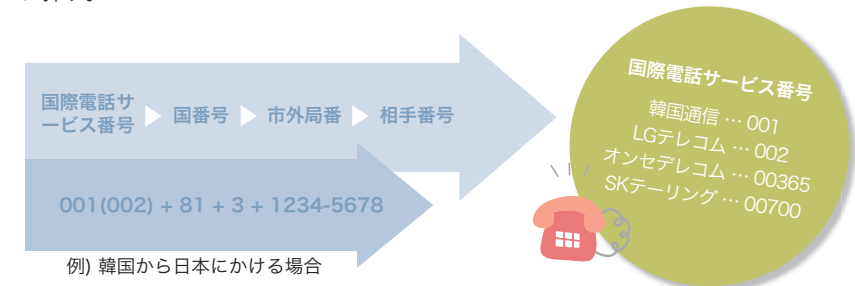 国際電話サ
ービス番号
国番号
市外局番
相手番号
001(002) + 81 + 3 + 1234-5678
例) 韓国から日本にかける場合
国際電話サービス番号
韓国通信 … 001
LGテレコム … 002
オンセデレコム … 00365
SKテーリング … 00700